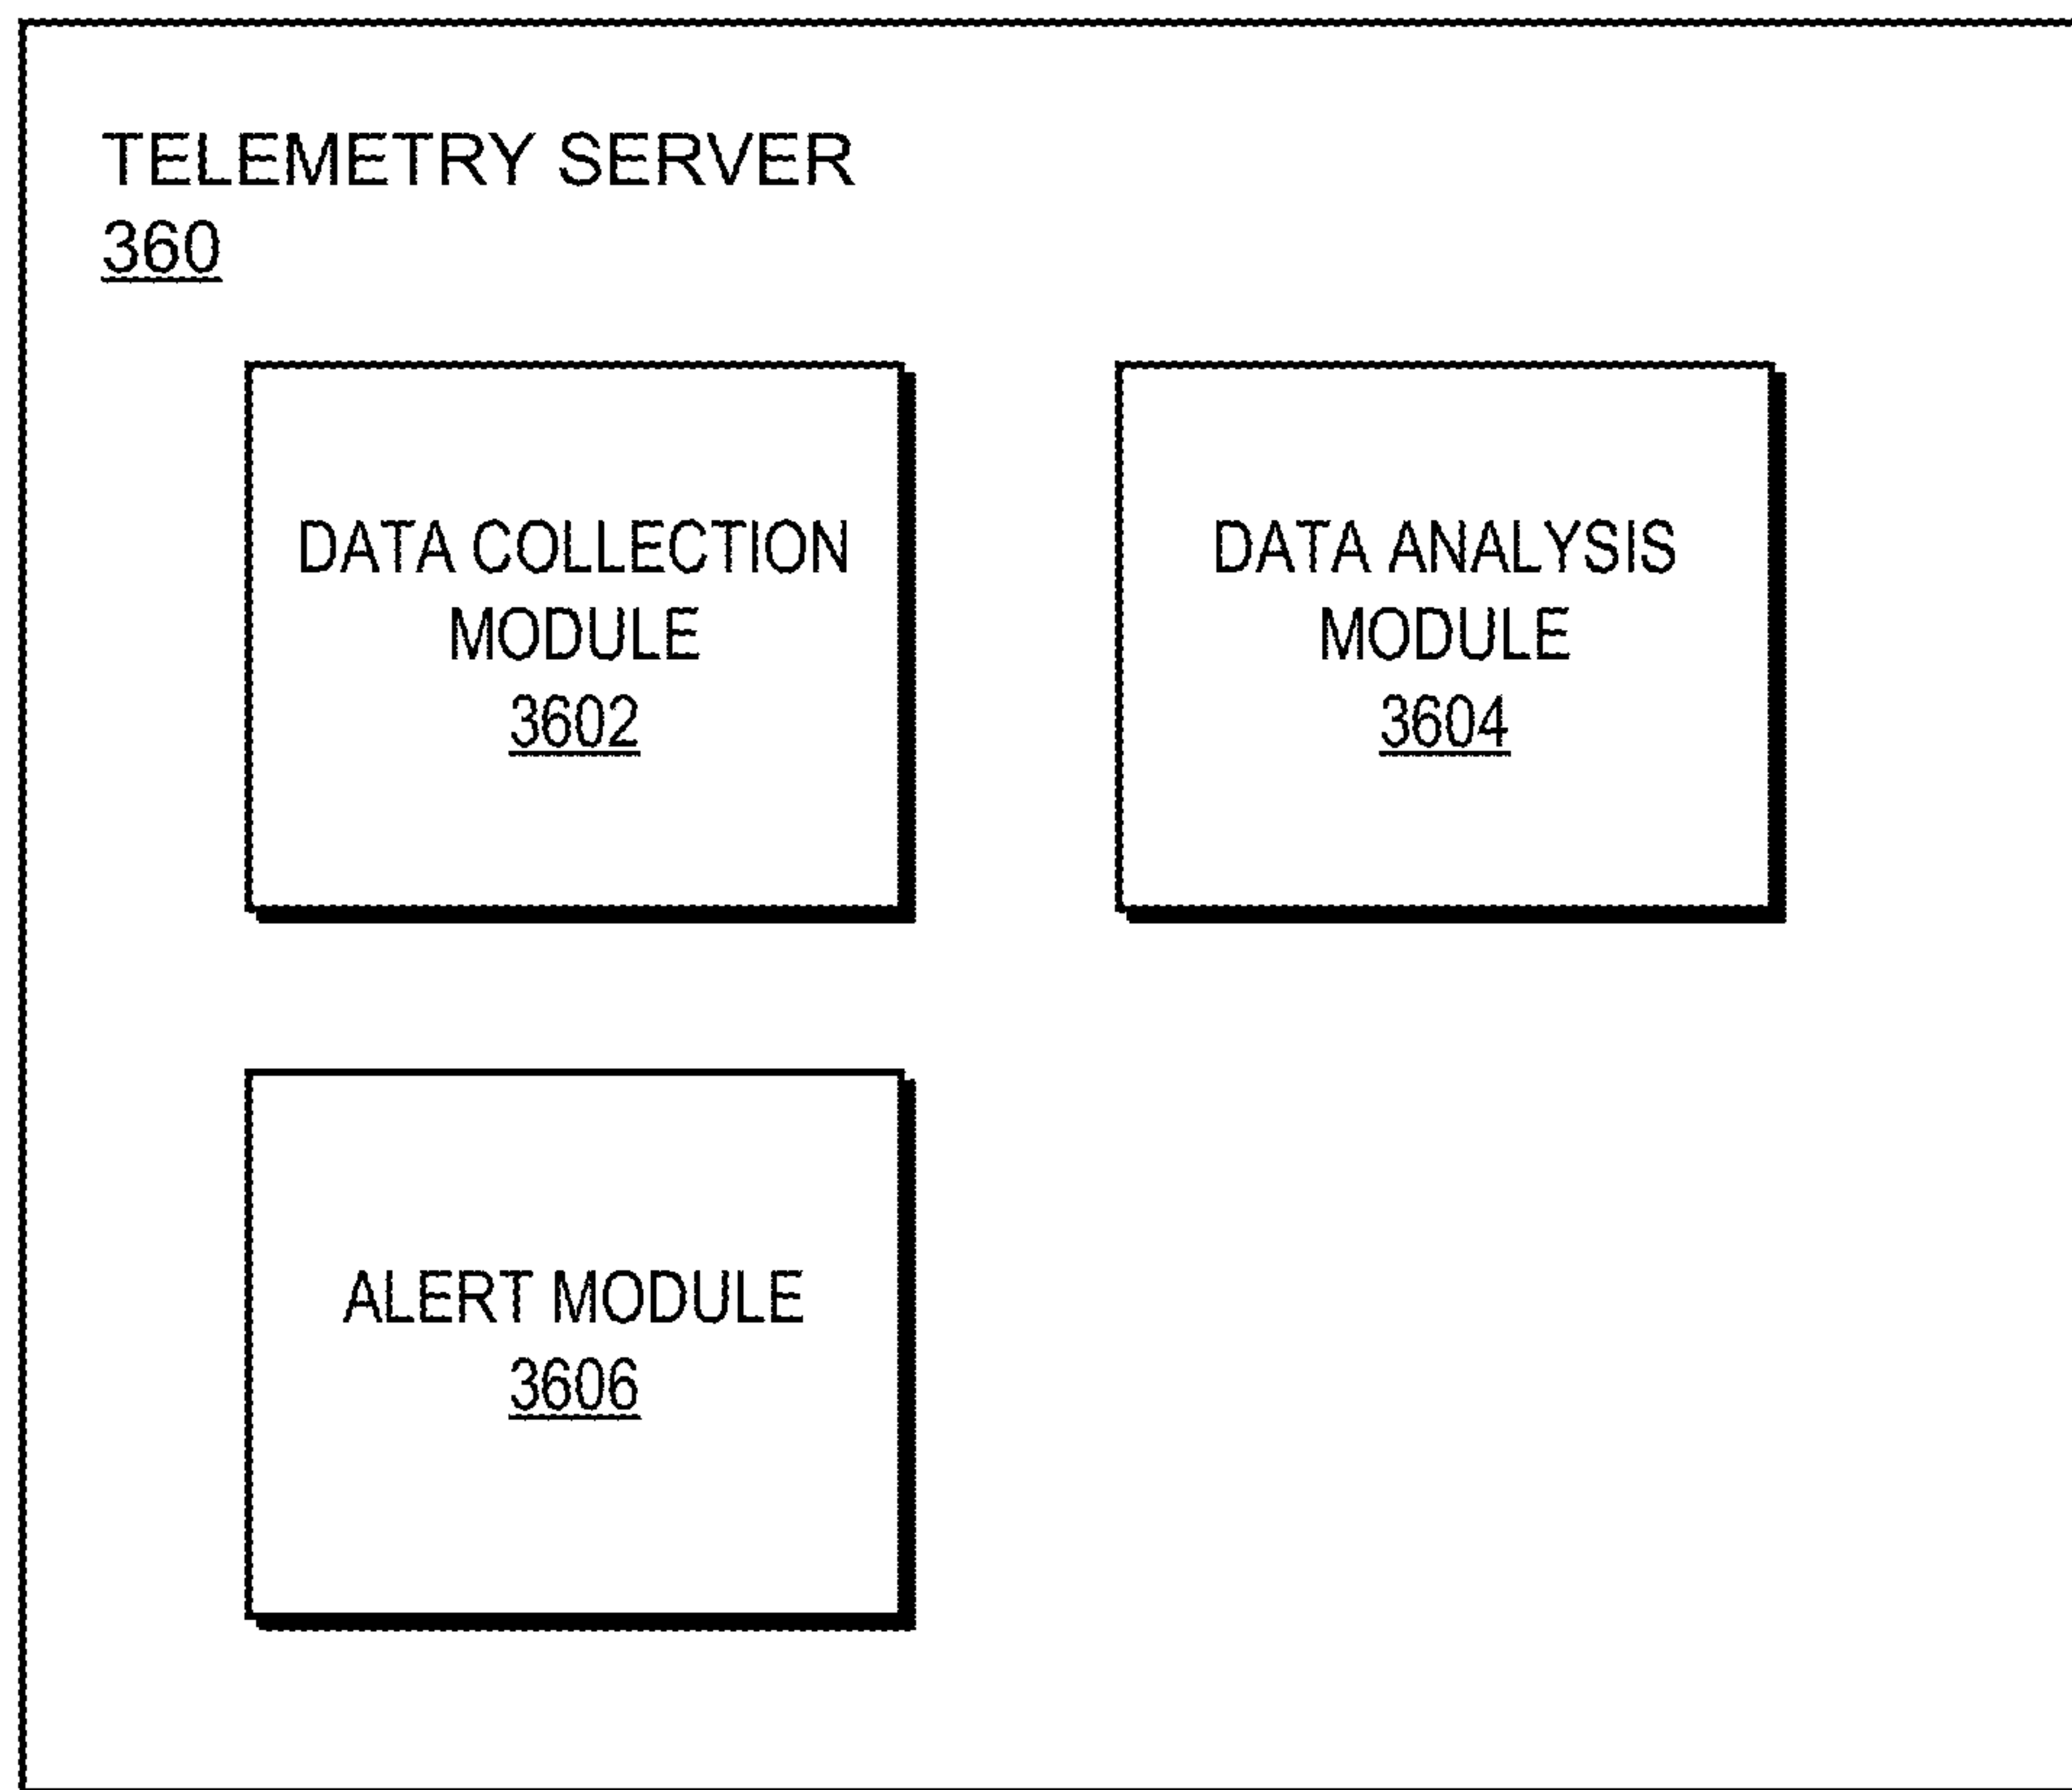 TELEMETRY SERVER
360
DATA COLLECTION
MODULE
3602
DATA ANALYSIS
MODULE
3604
ALERT MODULE
3606